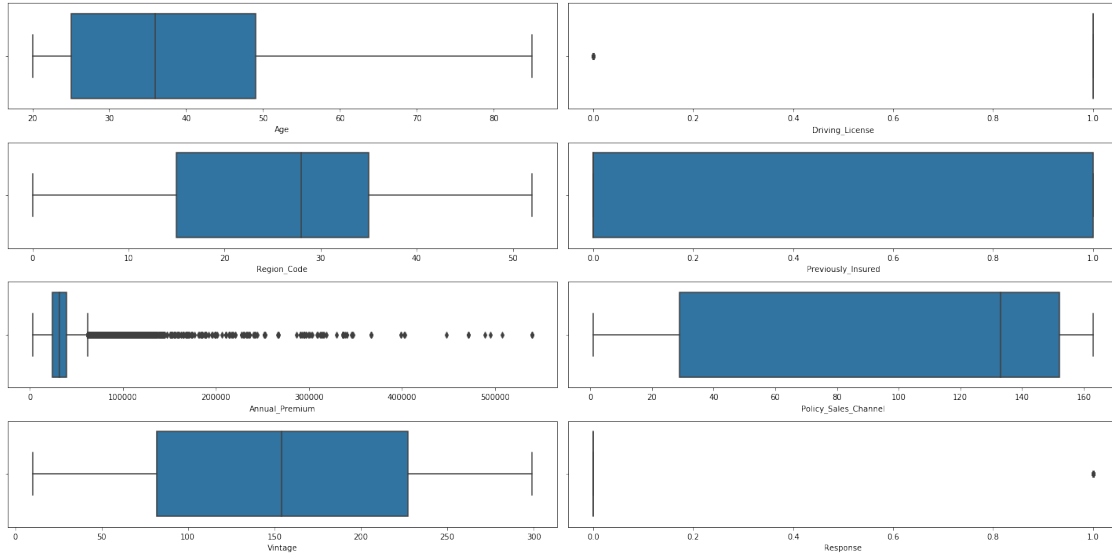 20 30 40 50 60 70 80
Age
0.0 0.2 0.4 0.6 0.8 1.0
Driving_License
0 10 20 30 40 50
Region_Code
0.0 0.2 0.4 0.6 0.8 1.0
Previously_Insured
0 100000 200000 300000 400000 500000
Annual_Premium
0 20 40 60 80 100 120 140 160
Policy_Sales_Channel
0 50 100 150 200 250 300
Vintage
0.0 0.2 0.4 0.6 0.8 1.0
Response